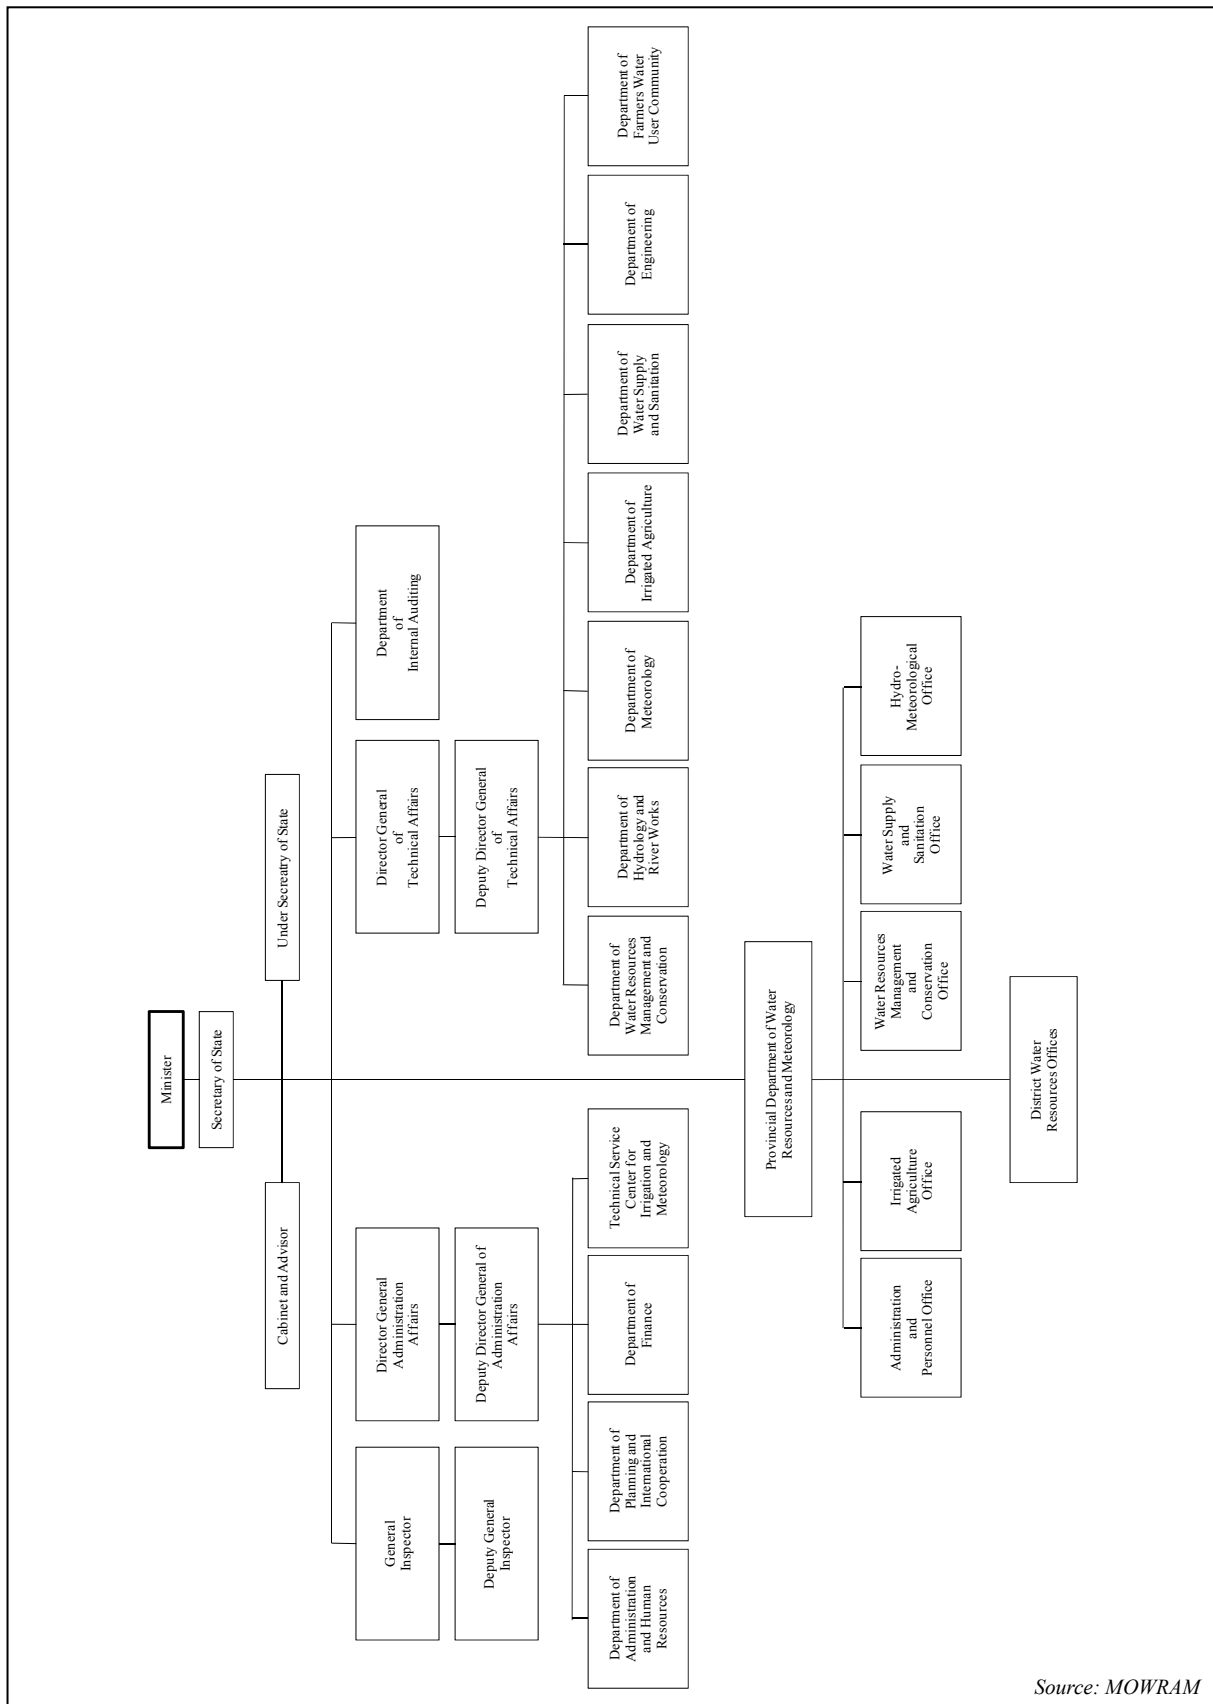 Minister
Secretary of State
Cabinet and Advisor
Under Secreatry of State
General
Inspector
Director General
Administration
Affairs
Director General
of
Technical Affairs
Department
of
Internal Auditing
Deputy General
Inspector
Deputy Director General of
Administration
Affairs
Deputy Director General
of
Technical Affairs
Department of
Administration
and Human
Resources
Department of
Planning and
International
Cooperation
Department of
Finance
Technical Service
Center for
Irrigation and
Meteorology
Department of
Water Resources
Management and
Conservation
Department of
Hydrology and
River Works
Department of
Meteorology
Department of
Irrigated Agriculture
Department of
Water Supply
and Sanitation
Department of
Engineering
Department of
Farmers Water
User Community
Provincial Department of Water
Resources and Meteorology
Administration
and
Personnel Office
Irrigated
Agriculture
Office
Water Resources
Management
and
Conservation
Office
Water Supply
and
Sanitation
Office
Hydro-
Meteorological
Office
District Water
Resources Offices
Source: MOWRAM